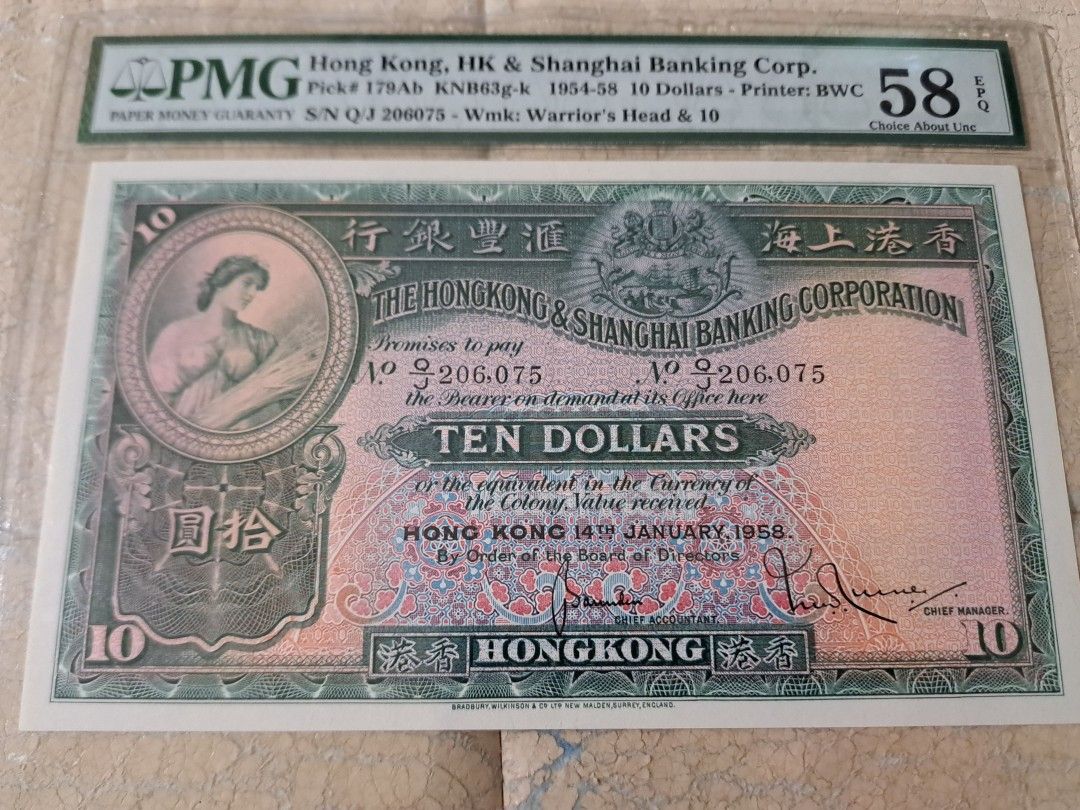 PMG
PAPER MONEY GUARANTY
Hong Kong, HK & Shanghai Banking Corp.
Pick# 179Ab KNB63g-k 1954-58 10 Dollars - Printer: BWC
S/N Q/J 206075 - Wmk: Warrior's Head & 10
58 EPQ
Choice About Unc
10
行銀豐滙 海上港香
THE HONGKONG & SHANGHAI BANKING CORPORATION
Promises to pay
No. Q/J 206,075 No. Q/J 206,075
the Bearer on demand at its Office here
TEN DOLLARS
or the equivalent in the Currency of
the Colony, Value received.
HONG KONG 14TH JANUARY, 1958.
By Order of the Board of Directors
圓拾
CHIEF ACCOUNTANT.
CHIEF MANAGER.
10 10
港香 HONGKONG 港香
BRADBURY, WILKINSON & CO LTD NEW MALDEN, SURREY, ENGLAND.